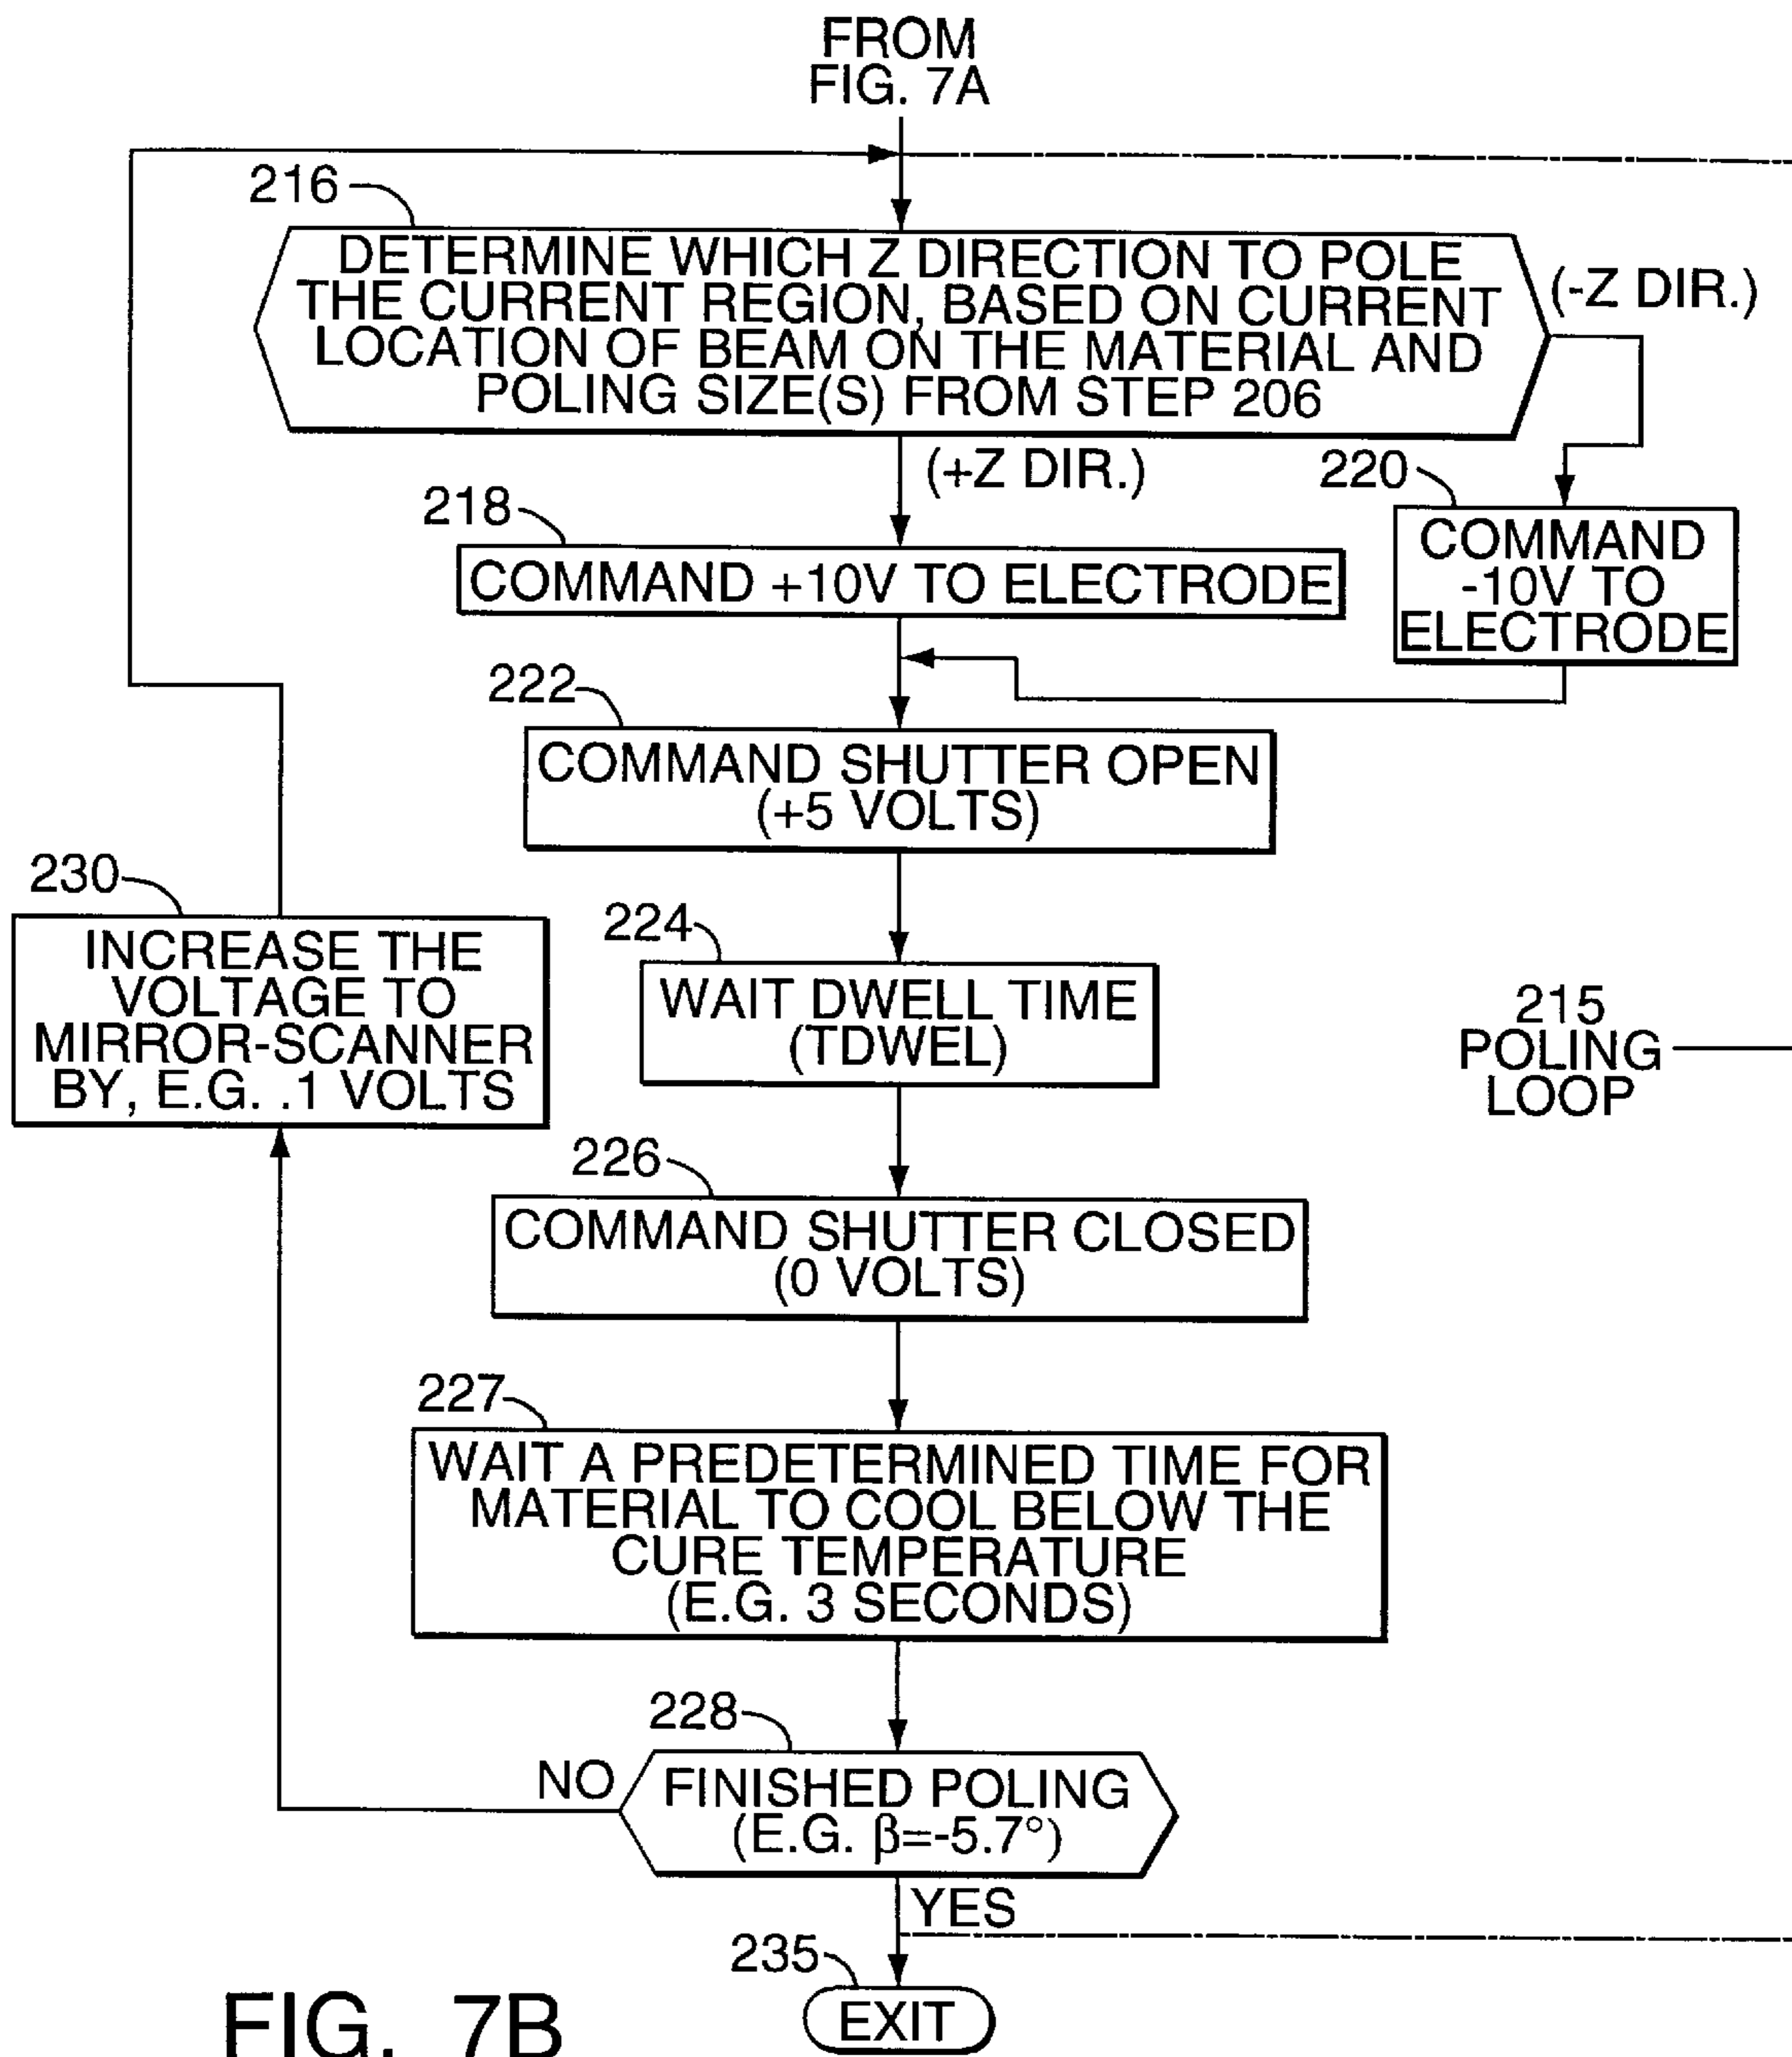 FROM
FIG. 7A
216
DETERMINE WHICH Z DIRECTION TO POLE
THE CURRENT REGION, BASED ON CURRENT
LOCATION OF BEAM ON THE MATERIAL AND
POLING SIZE(S) FROM STEP 206
(-Z DIR.)
(+Z DIR.)
218
COMMAND +10V TO ELECTRODE
220
COMMAND
-10V TO
ELECTRODE
222
COMMAND SHUTTER OPEN
(+5 VOLTS)
230
INCREASE THE
VOLTAGE TO
MIRROR-SCANNER
BY, E.G. .1 VOLTS
224
WAIT DWELL TIME
(TDWEL)
215
POLING
LOOP
226
COMMAND SHUTTER CLOSED
(0 VOLTS)
227
WAIT A PREDETERMINED TIME FOR
MATERIAL TO COOL BELOW THE
CURE TEMPERATURE
(E.G. 3 SECONDS)
228
NO
FINISHED POLING
(E.G. β=-5.7°)
YES
235
EXIT
FIG. 7B